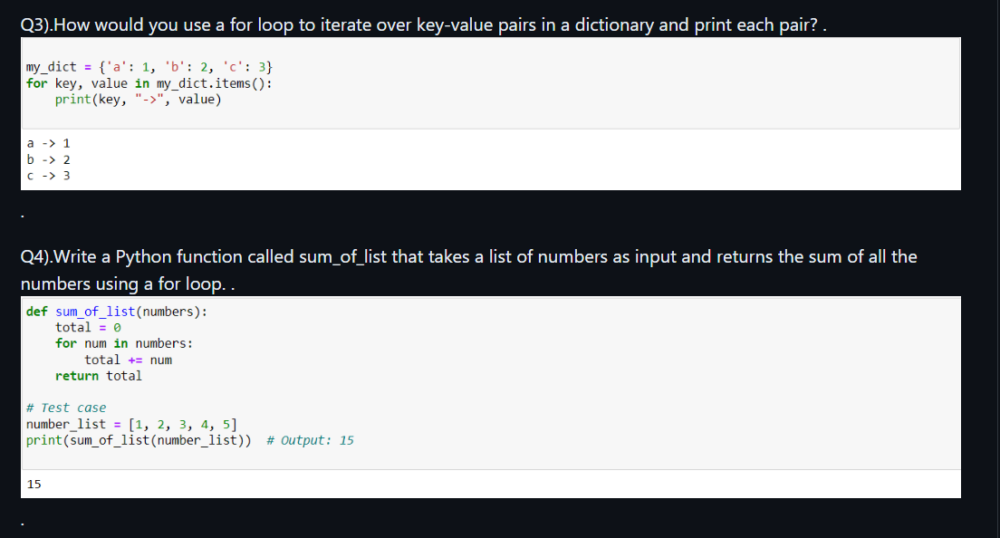 Q3).How would you use a for loop to iterate over key-value pairs in a dictionary and print each pair? .
my_dict = {'a': 1, 'b': 2, 'c': 3}
for key, value in my_dict.items():
    print(key, "->", value)
a -> 1
b -> 2
c -> 3
.
Q4).Write a Python function called sum_of_list that takes a list of numbers as input and returns the sum of all the
numbers using a for loop. .
def sum_of_list(numbers):
    total = 0
    for num in numbers:
        total += num
    return total
# Test case
number_list = [1, 2, 3, 4, 5]
print(sum_of_list(number_list))  # Output: 15
15
.